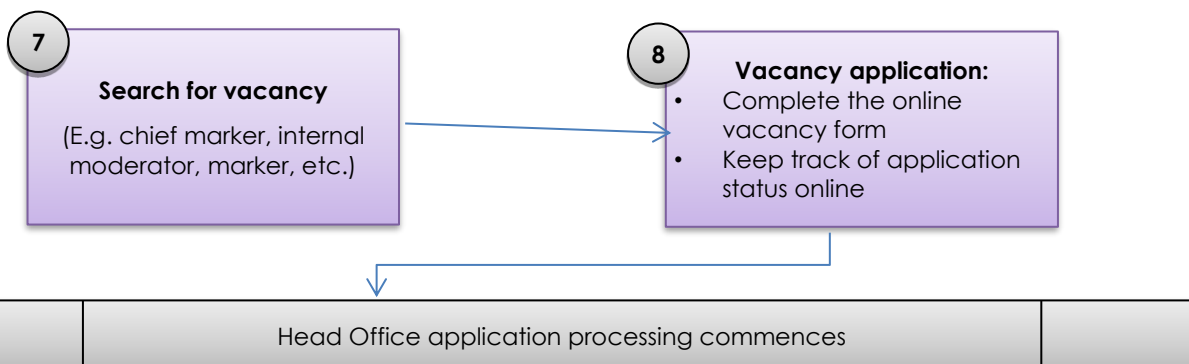 7
Search for vacancy
(E.g. chief marker, internal
moderator, marker, etc.)
8
Vacancy application:
• Complete the online
vacancy form
• Keep track of application
status online
Head Office application processing commences